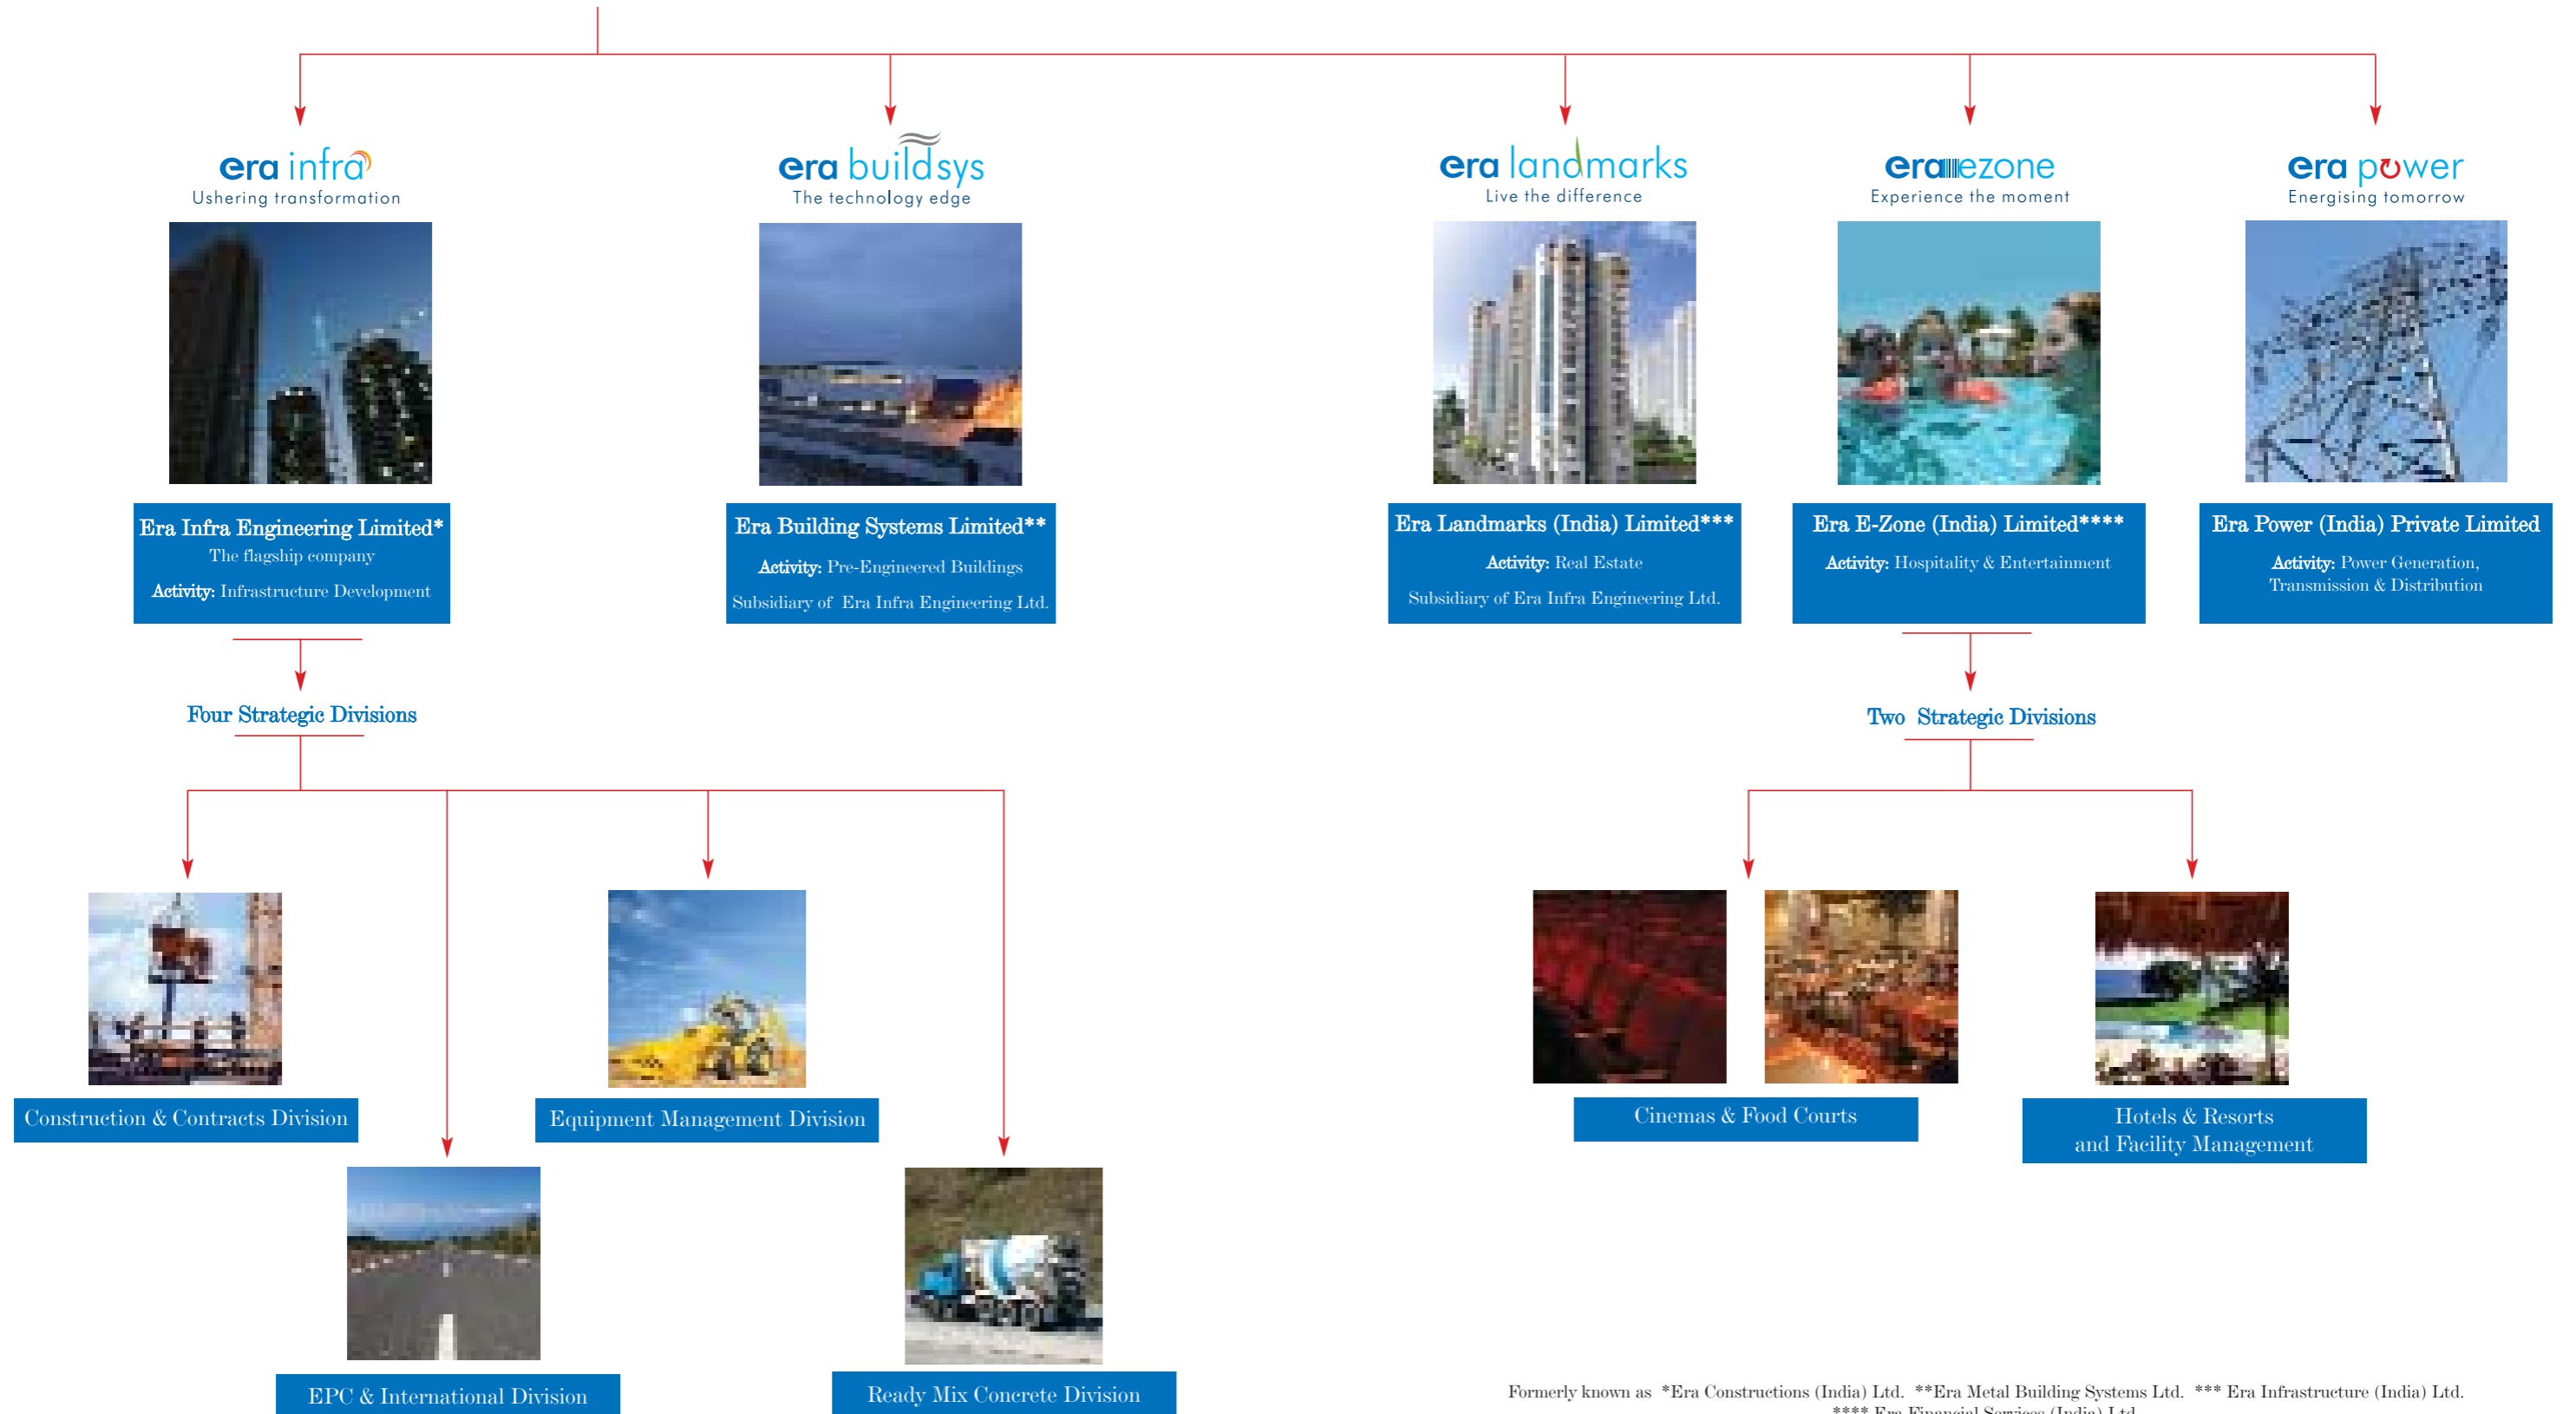 era infra
Ushering transformation
era buildsys
The technology edge
era landmarks
Live the difference
era ezone
Experience the moment
era power
Energising tomorrow
Era Infra Engineering Limited*
The flagship company
Activity: Infrastructure Development
Era Building Systems Limited**
Activity: Pre-Engineered Buildings
Subsidiary of Era Infra Engineering Ltd.
Era Landmarks (India) Limited***
Activity: Real Estate
Subsidiary of Era Infra Engineering Ltd.
Era E-Zone (India) Limited****
Activity: Hospitality & Entertainment
Era Power (India) Private Limited
Activity: Power Generation,
Transmission & Distribution
Four Strategic Divisions
Two Strategic Divisions
Construction & Contracts Division
Equipment Management Division
Cinemas & Food Courts
Hotels & Resorts
and Facility Management
EPC & International Division
Ready Mix Concrete Division
Formerly known as *Era Constructions (India) Ltd. **Era Metal Building Systems Ltd. *** Era Infrastructure (India) Ltd.
**** Era Financial Services (India) Ltd